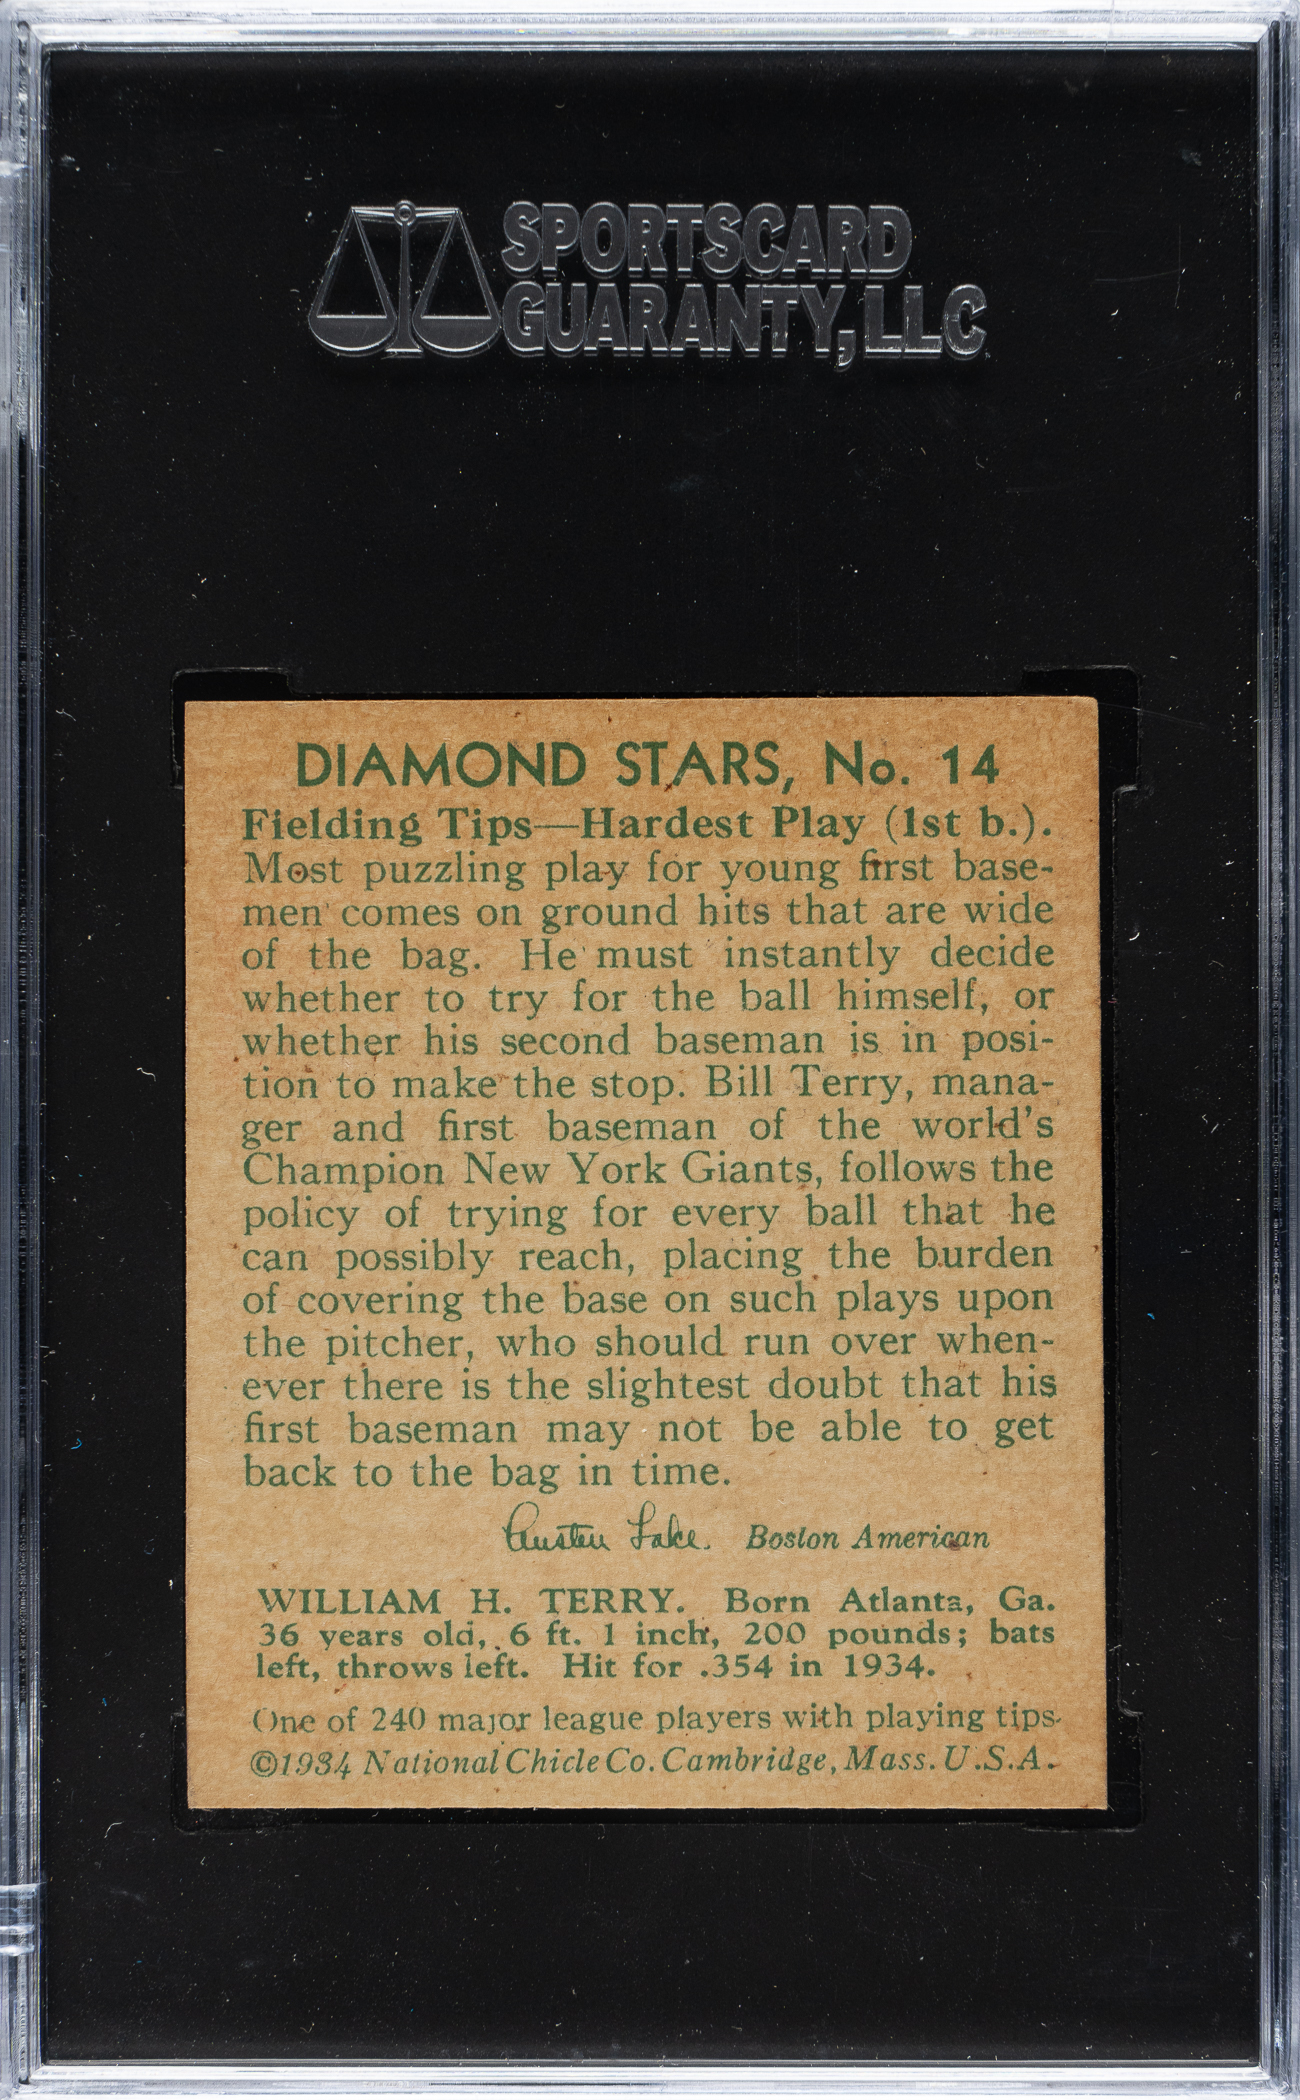 SPORTSCARD
GUARANTY, LLC
DIAMOND STARS, No. 14
Fielding Tips—Hardest Play (1st b.).
Most puzzling play for young first base-
men comes on ground hits that are wide
of the bag. He must instantly decide
whether to try for the ball himself, or
whether his second baseman is in posi-
tion to make the stop. Bill Terry, mana-
ger and first baseman of the world's
Champion New York Giants, follows the
policy of trying for every ball that he
can possibly reach, placing the burden
of covering the base on such plays upon
the pitcher, who should run over when-
ever there is the slightest doubt that his
first baseman may not be able to get
back to the bag in time.
Austen Lake. Boston American
WILLIAM H. TERRY. Born Atlanta, Ga.
36 years old, 6 ft. 1 inch, 200 pounds; bats
left, throws left. Hit for .354 in 1934.
One of 240 major league players with playing tips.
©1934 National Chicle Co. Cambridge, Mass. U.S.A.